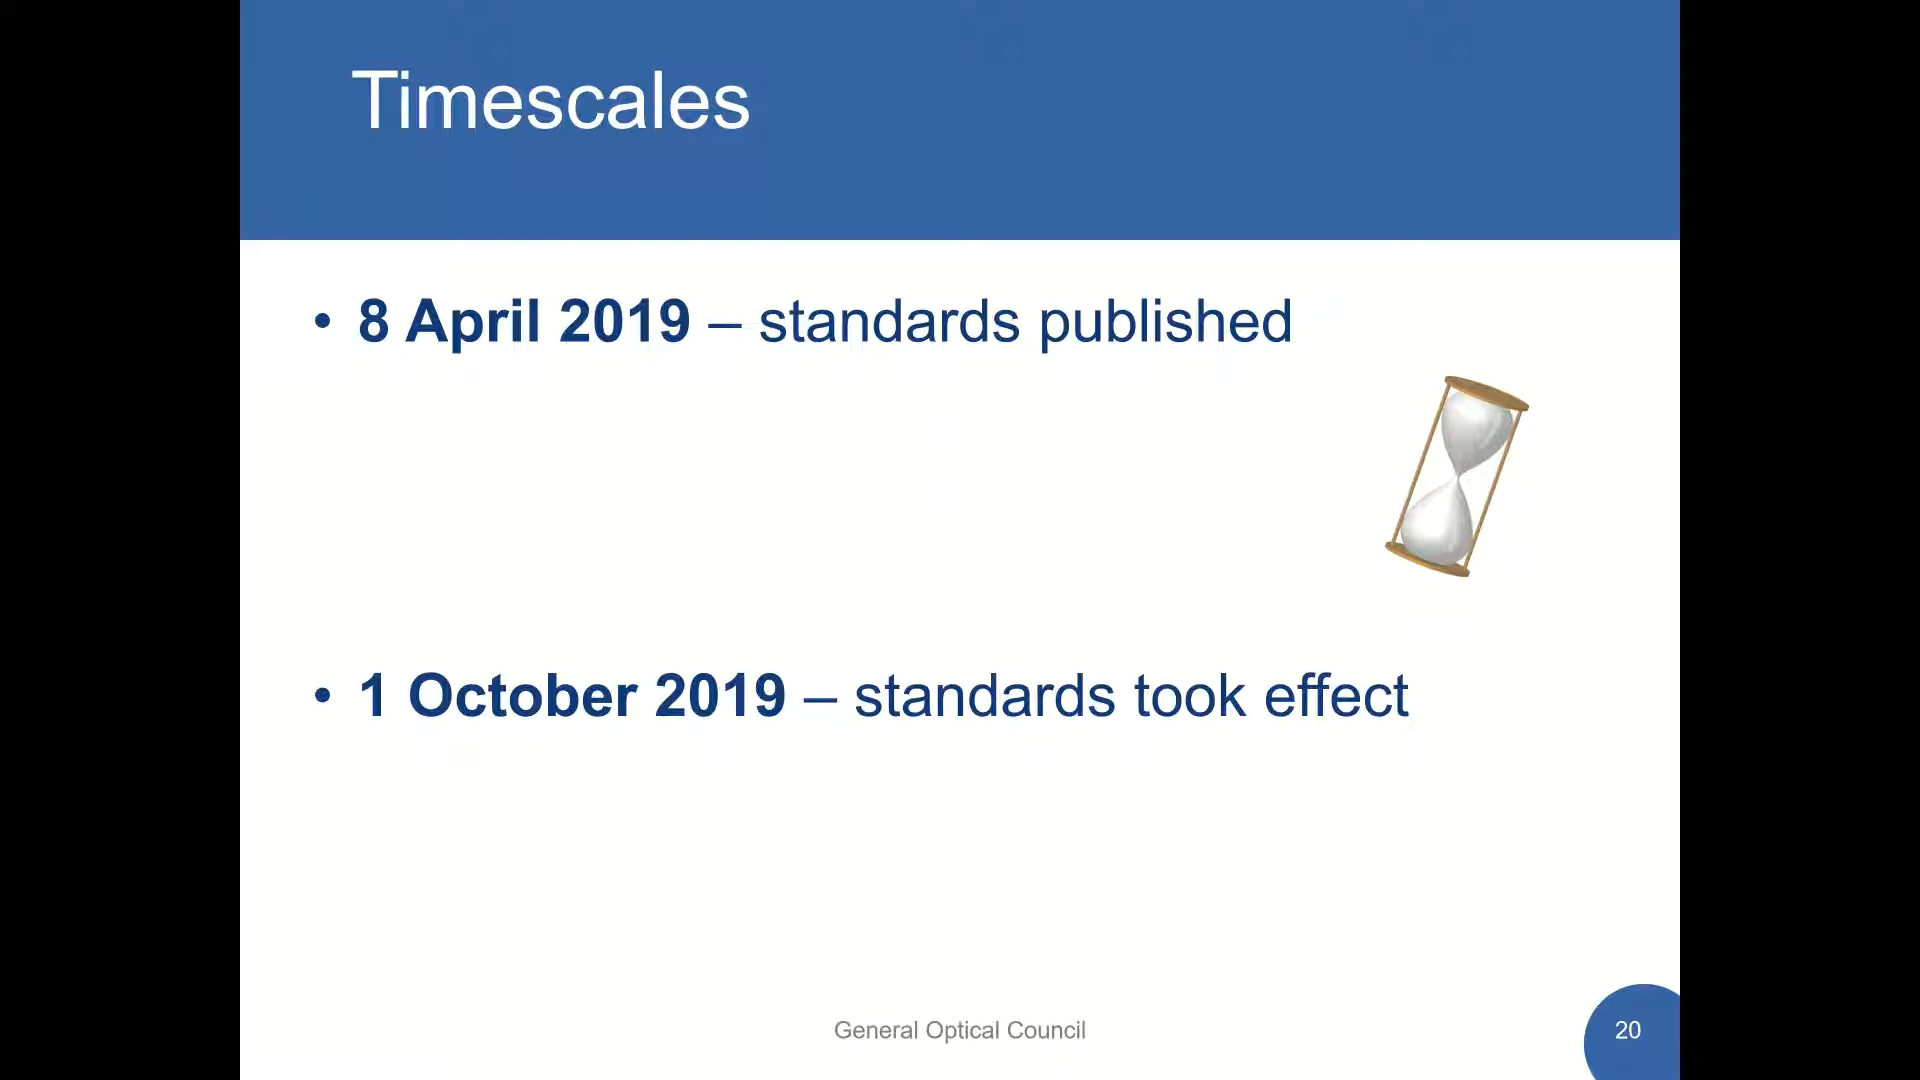 Timescales
• 8 April 2019 – standards published
• 1 October 2019 – standards took effect
General Optical Council
20